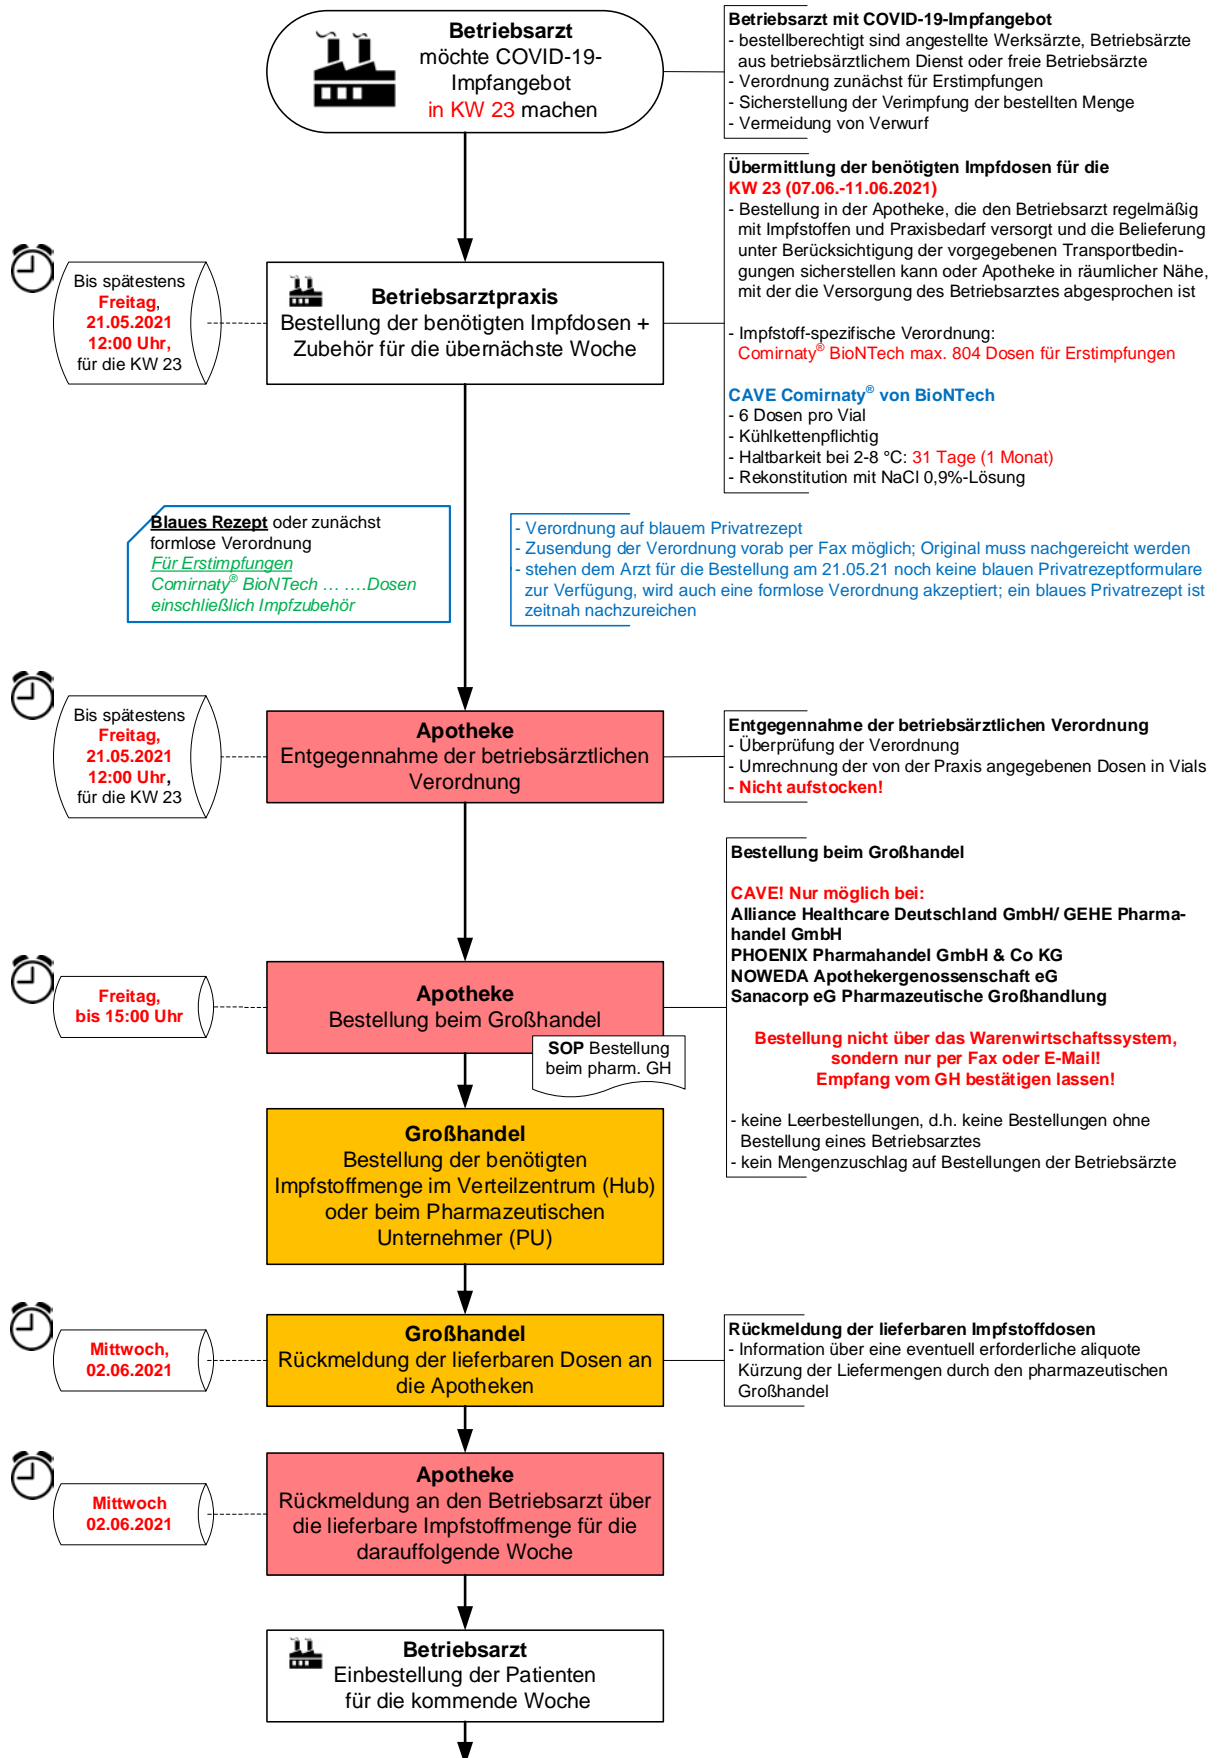 Betriebsarzt
möchte COVID-19-
Impfangebot
in KW 23 machen
Betriebsarzt mit COVID-19-Impfangebot
- bestellberechtigt sind angestellte Werksärzte, Betriebsärzte
aus betriebsärztlichem Dienst oder freie Betriebsärzte
- Verordnung zunächst für Erstimpfungen
- Sicherstellung der Verimpfung der bestellten Menge
- Vermeidung von Verwurf
Bis spätestens
Freitag,
21.05.2021
12:00 Uhr,
für die KW 23
Betriebsarztpraxis
Bestellung der benötigten Impfdosen +
Zubehör für die übernächste Woche
Übermittlung der benötigten Impfdosen für die
KW 23 (07.06.-11.06.2021)
- Bestellung in der Apotheke, die den Betriebsarzt regelmäßig
mit Impfstoffen und Praxisbedarf versorgt und die Belieferung
unter Berücksichtigung der vorgegebenen Transportbedin-
gungen sicherstellen kann oder Apotheke in räumlicher Nähe,
mit der die Versorgung des Betriebsarztes abgesprochen ist
- Impfstoff-spezifische Verordnung:
Comirnaty® BioNTech max. 804 Dosen für Erstimpfungen
CAVE Comirnaty® von BioNTech
- 6 Dosen pro Vial
- Kühlkettenpflichtig
- Haltbarkeit bei 2-8 °C: 31 Tage (1 Monat)
- Rekonstitution mit NaCl 0,9%-Lösung
Blaues Rezept oder zunächst
formlose Verordnung
Für Erstimpfungen
Comirnaty® BioNTech … ….Dosen
einschließlich Impfzubehör
- Verordnung auf blauem Privatrezept
- Zusendung der Verordnung vorab per Fax möglich; Original muss nachgereicht werden
- stehen dem Arzt für die Bestellung am 21.05.21 noch keine blauen Privatrezeptformulare
zur Verfügung, wird auch eine formlose Verordnung akzeptiert; ein blaues Privatrezept ist
zeitnah nachzureichen
Bis spätestens
Freitag,
21.05.2021
12:00 Uhr,
für die KW 23
Apotheke
Entgegennahme der betriebsärztlichen
Verordnung
Entgegennahme der betriebsärztlichen Verordnung
- Überprüfung der Verordnung
- Umrechnung der von der Praxis angegebenen Dosen in Vials
- Nicht aufstocken!
Freitag,
bis 15:00 Uhr
Apotheke
Bestellung beim Großhandel
SOP Bestellung
beim pharm. GH
Bestellung beim Großhandel
CAVE! Nur möglich bei:
Alliance Healthcare Deutschland GmbH/ GEHE Pharma-
handel GmbH
PHOENIX Pharmahandel GmbH & Co KG
NOWEDA Apothekergenossenschaft eG
Sanacorp eG Pharmazeutische Großhandlung
Bestellung nicht über das Warenwirtschaftssystem,
sondern nur per Fax oder E-Mail!
Empfang vom GH bestätigen lassen!
- keine Leerbestellungen, d.h. keine Bestellungen ohne
Bestellung eines Betriebsarztes
- kein Mengenzuschlag auf Bestellungen der Betriebsärzte
Großhandel
Bestellung der benötigten
Impfstoffmenge im Verteilzentrum (Hub)
oder beim Pharmazeutischen
Unternehmer (PU)
Mittwoch,
02.06.2021
Großhandel
Rückmeldung der lieferbaren Dosen an
die Apotheken
Rückmeldung der lieferbaren Impfstoffdosen
- Information über eine eventuell erforderliche aliquote
Kürzung der Liefermengen durch den pharmazeutischen
Großhandel
Mittwoch
02.06.2021
Apotheke
Rückmeldung an den Betriebsarzt über
die lieferbare Impfstoffmenge für die
darauffolgende Woche
Betriebsarzt
Einbestellung der Patienten
für die kommende Woche